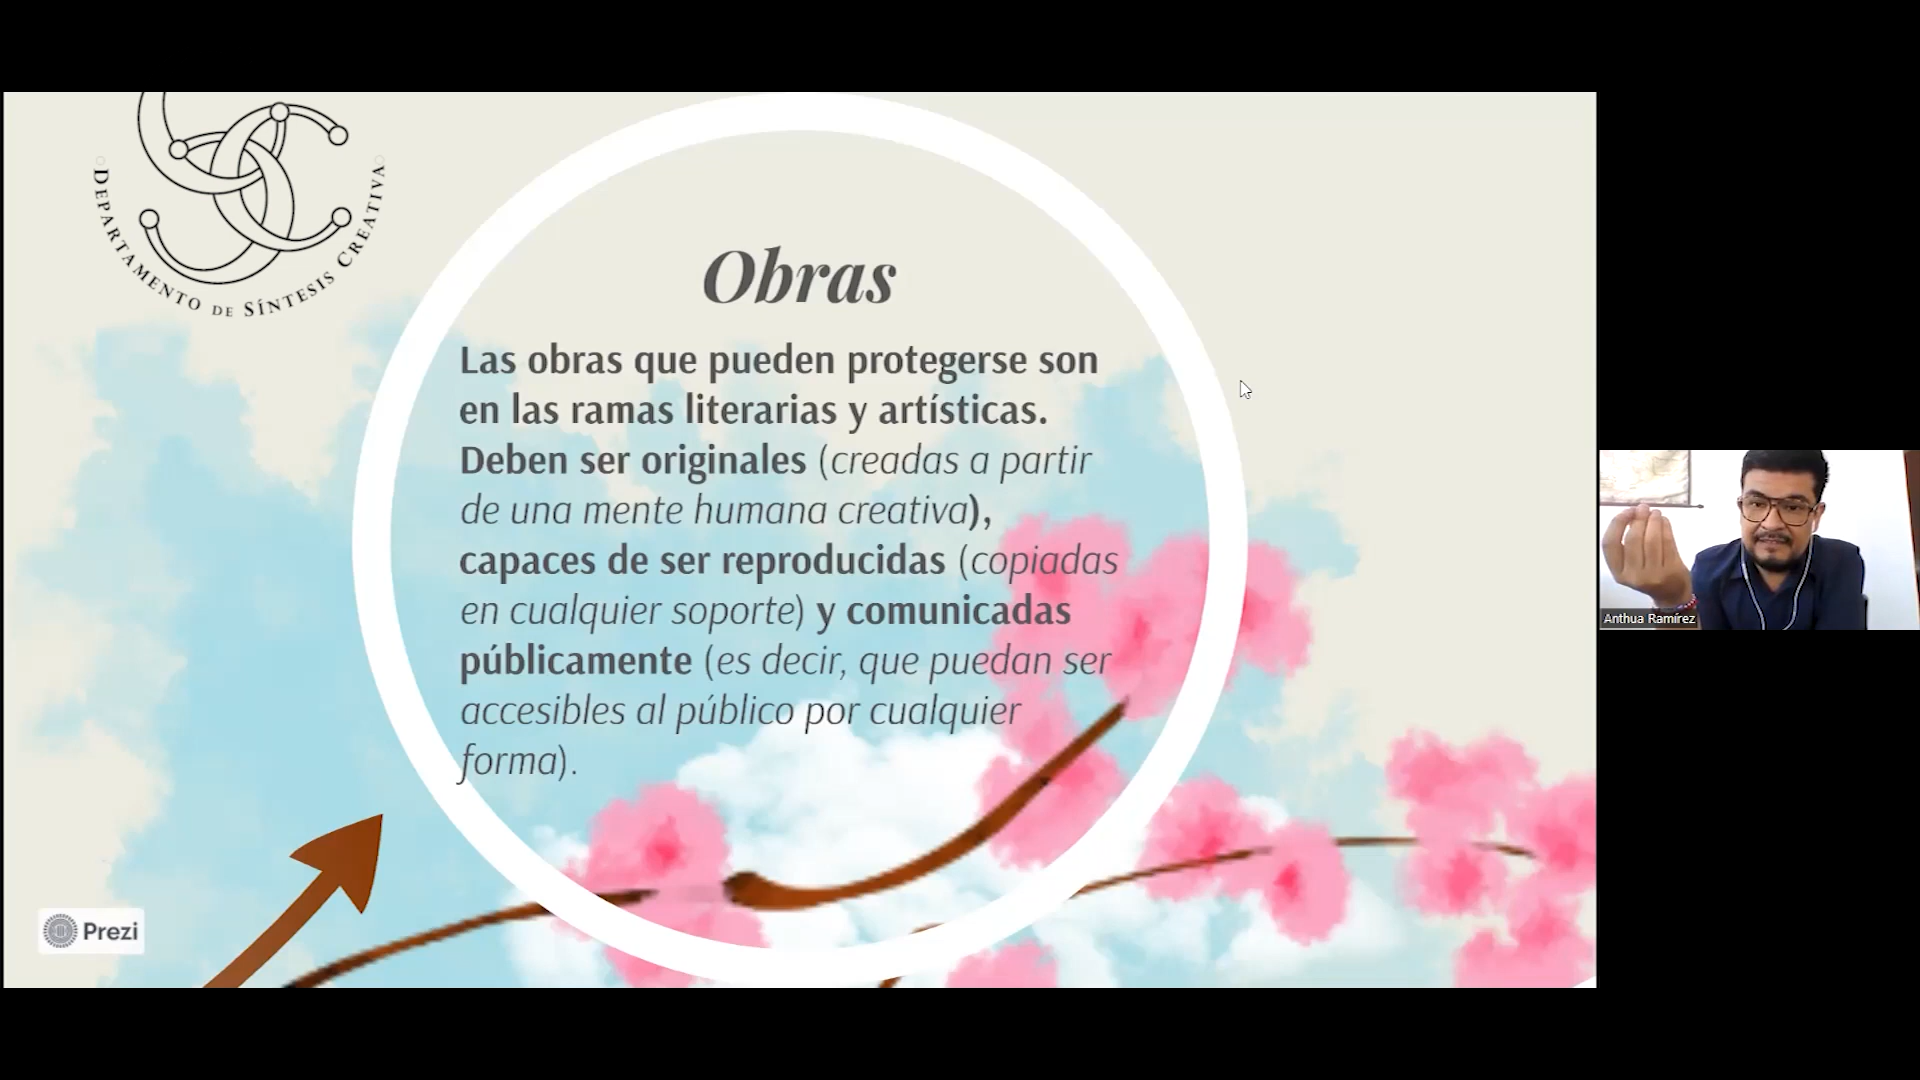 DEPARTAMENTO DE SÍNTESIS CREATIVA
Obras
Las obras que pueden protegerse son
en las ramas literarias y artísticas.
Deben ser originales (creadas a partir
de una mente humana creativa),
capaces de ser reproducidas (copiadas
en cualquier soporte) y comunicadas
públicamente (es decir, que puedan ser
accesibles al público por cualquier
forma).
Anthua Ramírez
Prezi